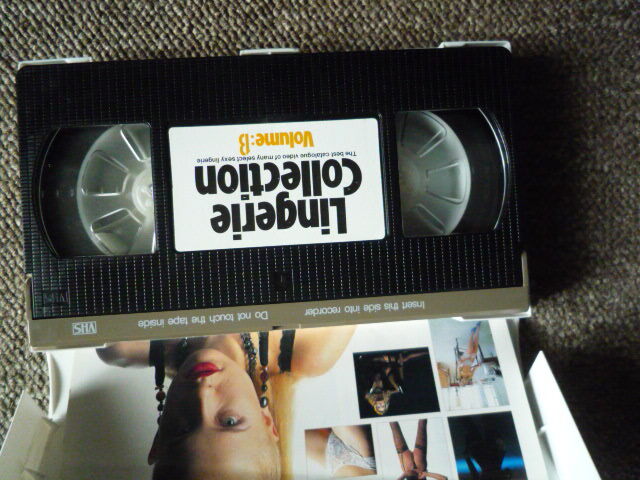 Lingerie
Collection
The best catalogue video of many select sexy lingerie
Volume:B
Insert this side into recorder
Do not touch the tape inside
VHS
VHS